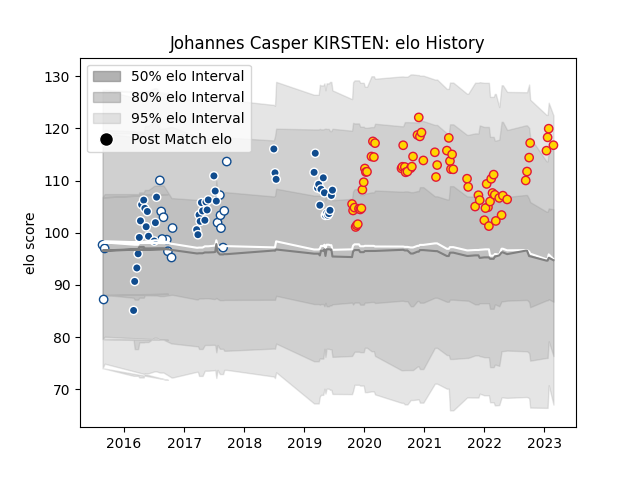 Johannes Casper KIRSTEN: elo History
130
120
110
100
90
80
70
elo score
50% elo Interval
80% elo Interval
95% elo Interval
Post Match elo
2016 2017 2018 2019 2020 2021 2022 2023